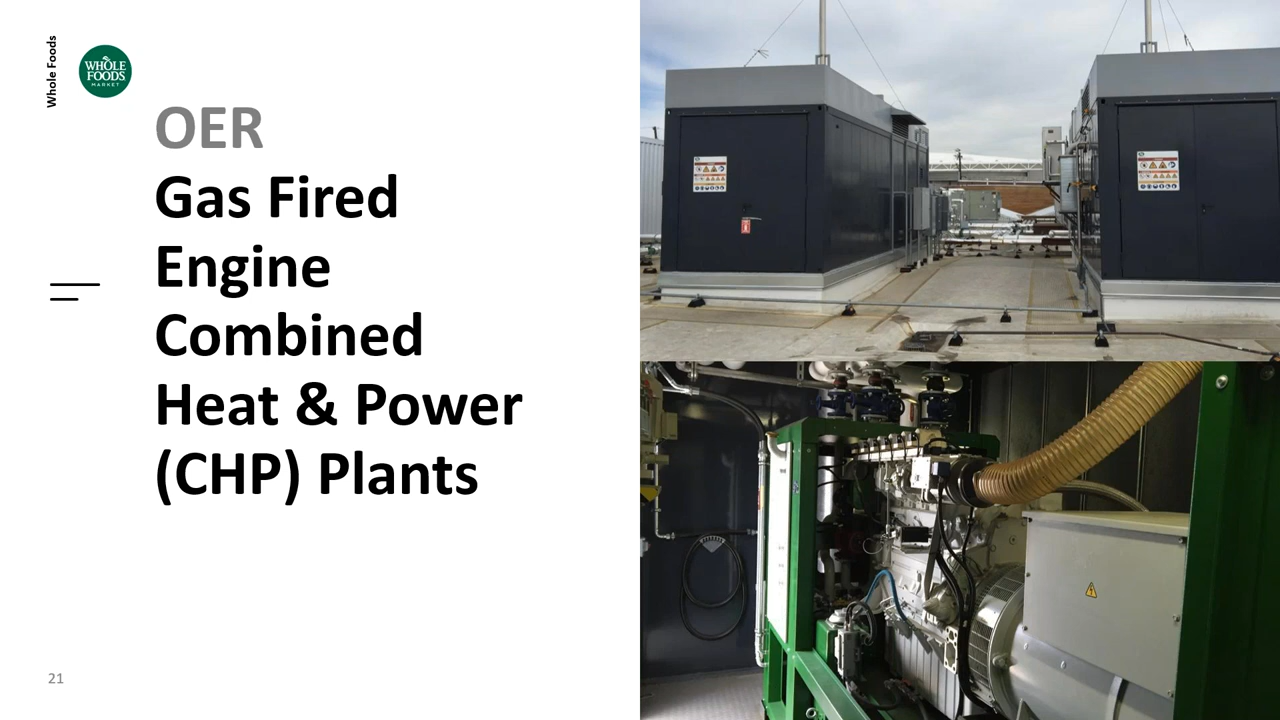 Whole Foods
WHOLE
FOODS
MARKET
OER
Gas Fired
Engine
Combined
Heat & Power
(CHP) Plants
21